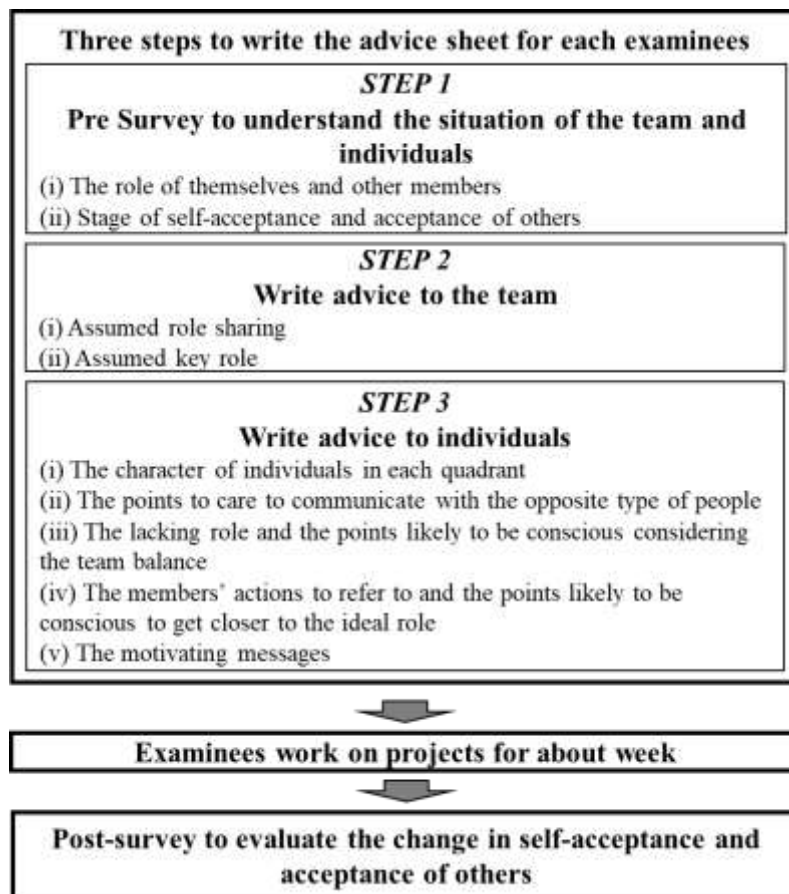 Three steps to write the advice sheet for each examinees
STEP 1
Pre Survey to understand the situation of the team and
individuals
(i) The role of themselves and other members
(ii) Stage of self-acceptance and acceptance of others
STEP 2
Write advice to the team
(i) Assumed role sharing
(ii) Assumed key role
STEP 3
Write advice to individuals
(i) The character of individuals in each quadrant
(ii) The points to care to communicate with the opposite type of people
(iii) The lacking role and the points likely to be conscious considering
the team balance
(iv) The members’ actions to refer to and the points likely to be
conscious to get closer to the ideal role
(v) The motivating messages
Examinees work on projects for about week
Post-survey to evaluate the change in self-acceptance and
acceptance of others